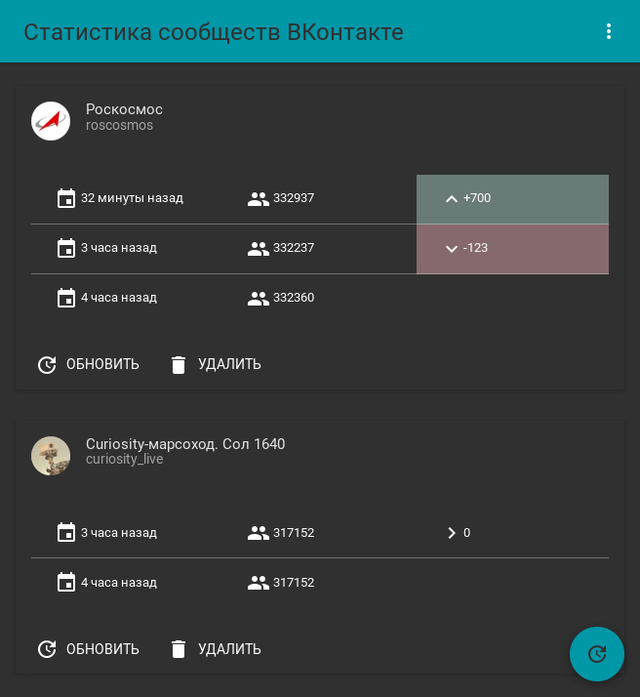 Статистика сообществ ВКонтакте
Роскосмос
roscosmos
32 минуты назад 332937 +700
3 часа назад 332237 -123
4 часа назад 332360
ОБНОВИТЬ УДАЛИТЬ
Curiosity-марсоход. Сол 1640
curiosity_live
3 часа назад 317152 0
4 часа назад 317152
ОБНОВИТЬ УДАЛИТЬ